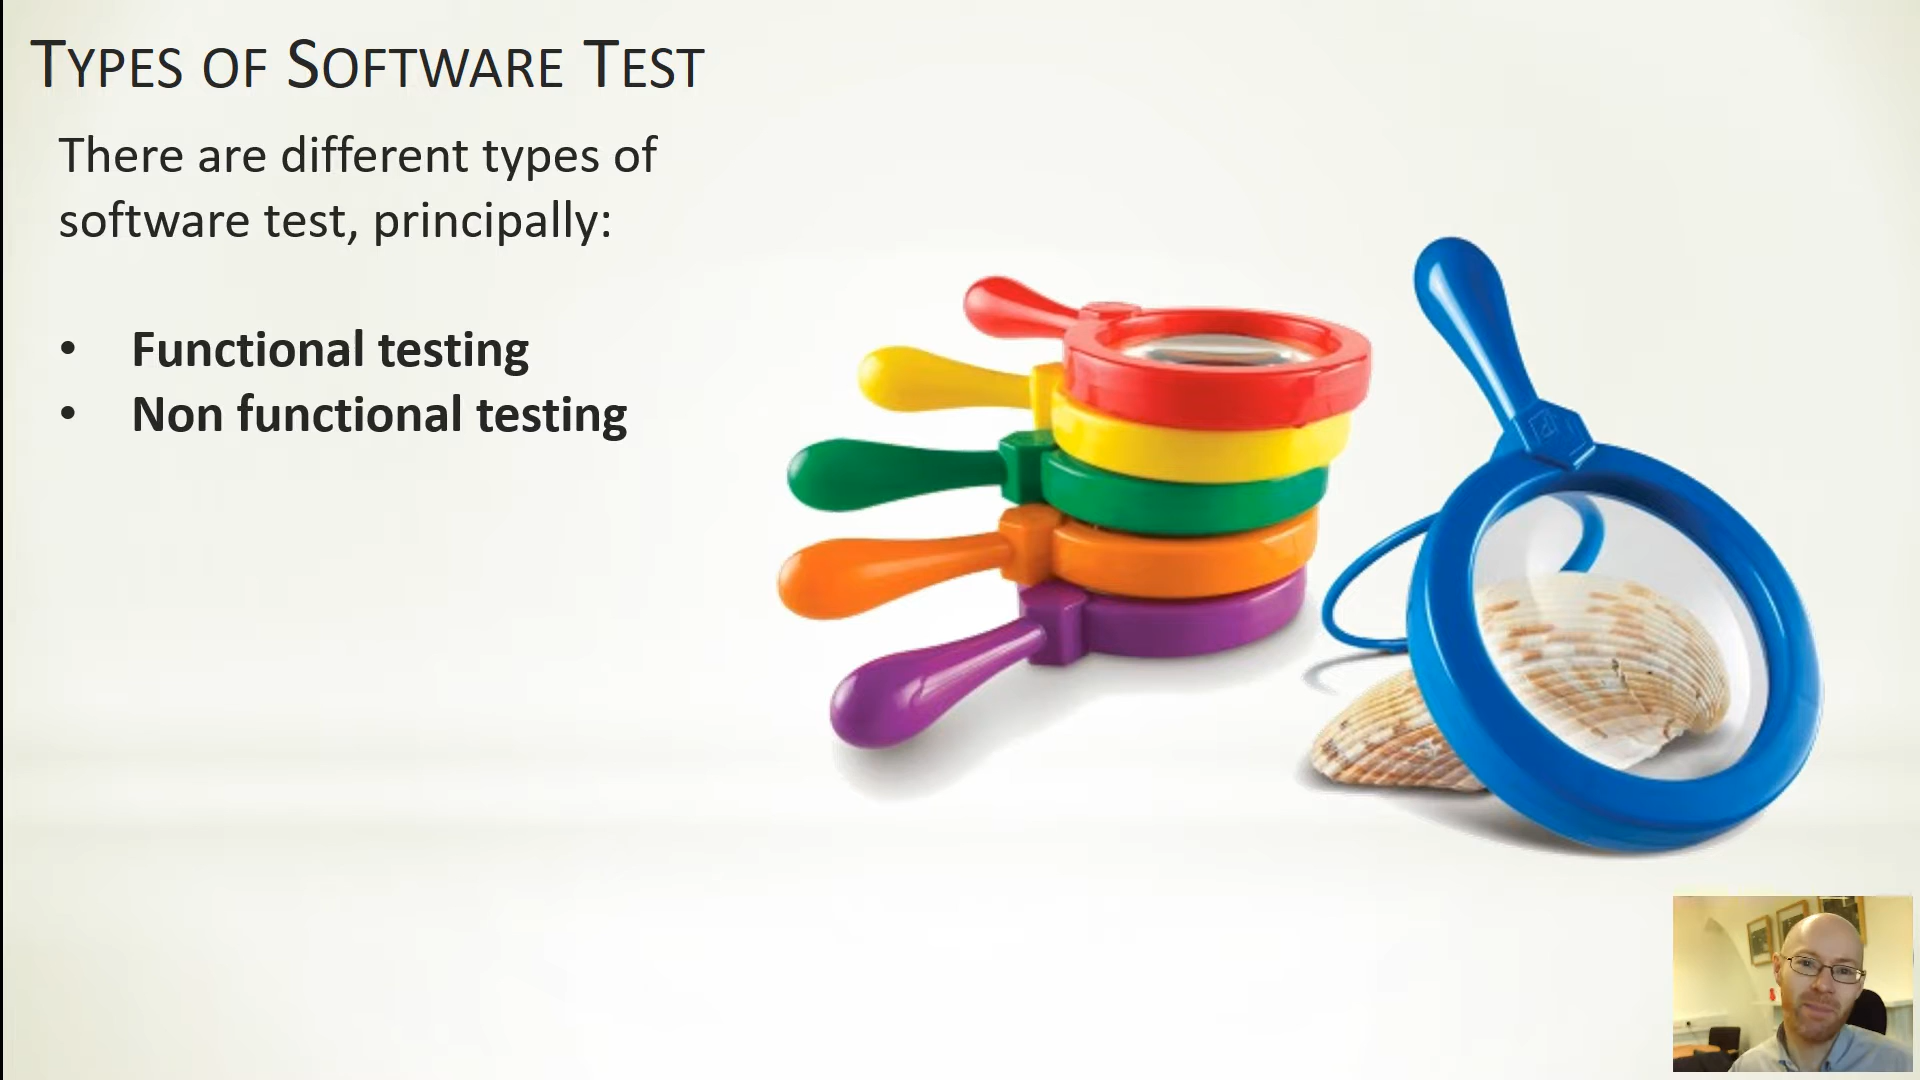 Types of Software Test
There are different types of
software test, principally:
• Functional testing
• Non functional testing